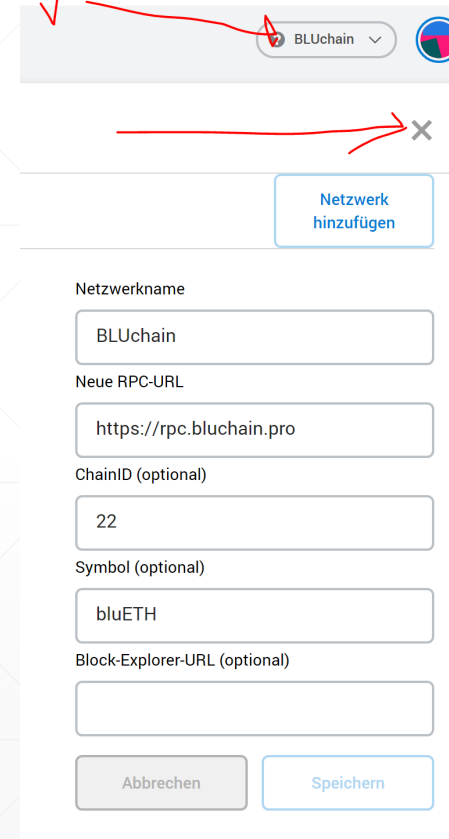 BLUchain
Netzwerk
hinzufügen
Netzwerkname
BLUchain
Neue RPC-URL
https://rpc.bluchain.pro
ChainID (optional)
22
Symbol (optional)
bluETH
Block-Explorer-URL (optional)
Abbrechen
Speichern